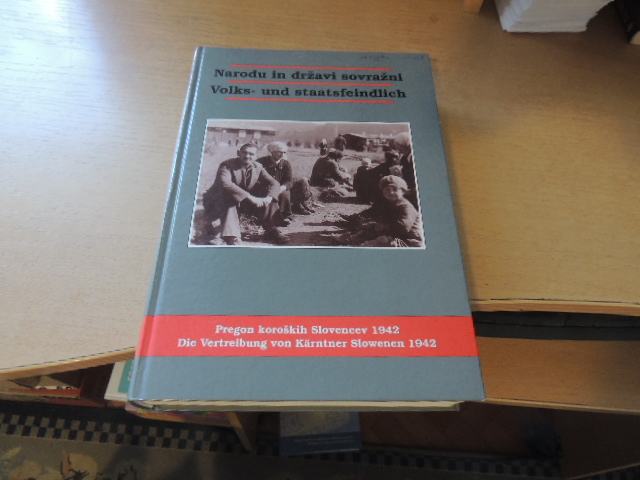 Narodu in državi sovražni
Volks- und staatsfeindlich
Pregon koroških Slovencev 1942
Die Vertreibung von Kärntner Slowenen 1942